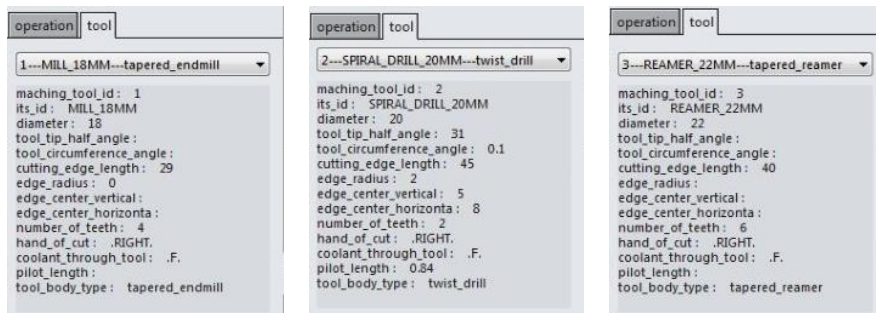 operation tool
1---MILL_18MM---tapered_endmill
maching_tool_id : 1
its_id : MILL_18MM
diameter : 18
tool_tip_half_angle :
tool_circumference_angle :
cutting_edge_length : 29
edge_radius : 0
edge_center_vertical :
edge_center_horizonta :
number_of_teeth : 4
hand_of_cut : .RIGHT.
coolant_through_tool : .F.
pilot_length :
tool_body_type : tapered_endmill
operation tool
2---SPIRAL_DRILL_20MM---twist_drill
maching_tool_id : 2
its_id : SPIRAL_DRILL_20MM
diameter : 20
tool_tip_half_angle : 31
tool_circumference_angle : 0.1
cutting_edge_length : 45
edge_radius : 2
edge_center_vertical : 5
edge_center_horizonta : 8
number_of_teeth : 2
hand_of_cut : .RIGHT.
coolant_through_tool : .F.
pilot_length : 0.84
tool_body_type : twist_drill
operation tool
3---REAMER_22MM---tapered_reamer
maching_tool_id : 3
its_id : REAMER_22MM
diameter : 22
tool_tip_half_angle :
tool_circumference_angle :
cutting_edge_length : 40
edge_radius :
edge_center_vertical :
edge_center_horizonta :
number_of_teeth : 6
hand_of_cut : .RIGHT.
coolant_through_tool : .F.
pilot_length :
tool_body_type : tapered_reamer